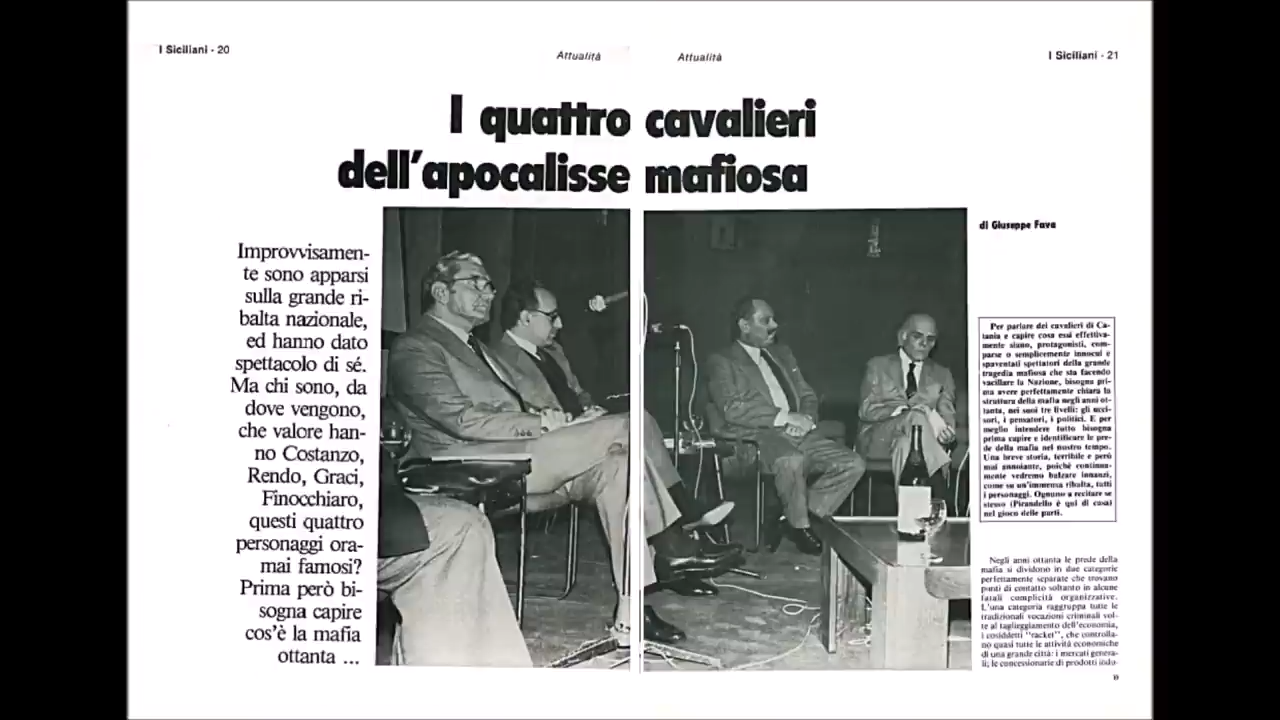 I Siciliani - 20
Attualità
Attualità
I Siciliani - 21
I quattro cavalieri
dell'apocalisse mafiosa
di Giuseppe Fava
Improvvisamen-
te sono apparsi
sulla grande ri-
balta nazionale,
ed hanno dato
spettacolo di sé.
Ma chi sono, da
dove vengono,
che valore han-
no Costanzo,
Rendo, Graci,
Finocchiaro,
questi quattro
personaggi ora-
mai famosi?
Prima però bi-
sogna capire
cos'è la mafia
ottanta ...
Per parlare dei cavalieri di Ca-
tania e capire cosa essi effettiva-
mente siano, protagonisti, com-
parse o semplicemente innocui e
spaventati spettatori della grande
tragedia mafiosa che sta facendo
vacillare la Nazione, bisogna pri-
ma avere perfettamente chiara la
struttura della mafia negli anni ot-
tanta, nei suoi tre livelli: gli ucci-
sori, i pensatori, i politici. E per
meglio intendere tutto bisogna
prima capire e identificare le pre-
de della mafia nel nostro tempo.
Una breve storia, terribile e però
mai annoiante, poiché continua-
mente vedremo balzare innanzi,
come su un'immensa ribalta, tutti
i personaggi. Ognuno a recitare se
stesso (Pirandello è qui di casa)
nel gioco delle parti.
Negli anni ottanta le prede della
mafia si dividono in due categorie
perfettamente separate che trovano
punti di contatto soltanto in alcune
fatali complicità organizzative.
L'una categoria raggruppa tutte le
tradizionali vocazioni criminali vol-
te al taglieggiamento dell'economia,
i cosiddetti "racket", che controlla-
no quasi tutte le attività economiche
di una grande città: i mercati genera-
li; le concessionarie di prodotti indu-